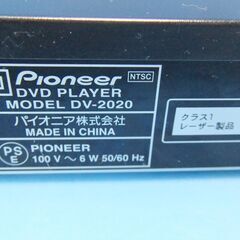 Pioneer NTSC
DVD PLAYER
MODEL DV-2020
パイオニア株式会社
MADE IN CHINA
PS E PIONEER
100 V ～ 6 W 50/60 Hz
クラス1
レーザー製品